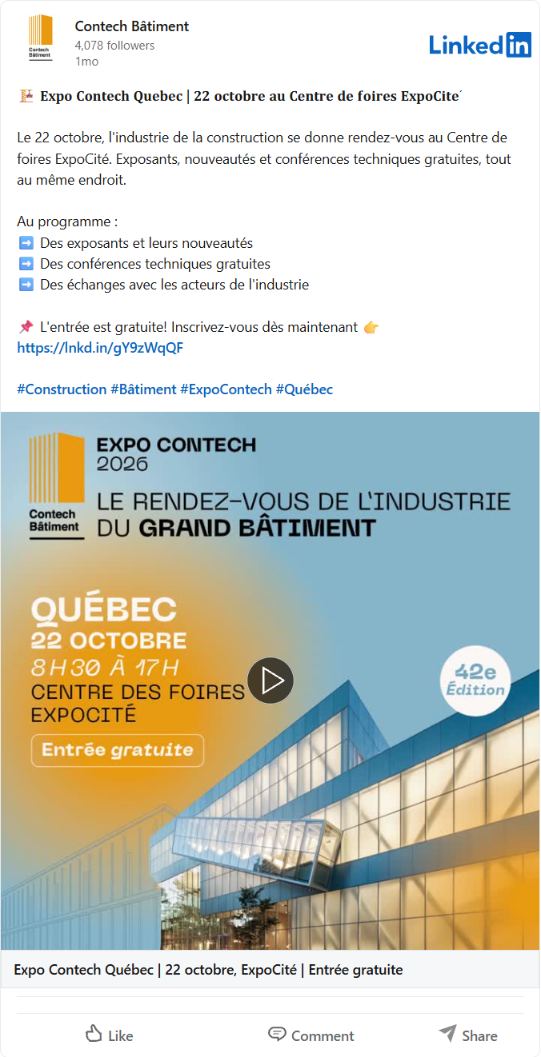 Contech Bâtiment
4,078 followers
1mo
LinkedIn
Contech
Bâtiment
Expo Contech Quebec | 22 octobre au Centre de foires ExpoCite´
Le 22 octobre, l'industrie de la construction se donne rendez-vous au Centre de
foires ExpoCité. Exposants, nouveautés et conférences techniques gratuites, tout
au même endroit.
Au programme :
➡️ Des exposants et leurs nouveautés
➡️ Des conférences techniques gratuites
➡️ Des échanges avec les acteurs de l'industrie
📌 L'entrée est gratuite! Inscrivez-vous dès maintenant 👉
https://lnkd.in/gY9zWqQF
#Construction #Bâtiment #ExpoContech #Québec
EXPO CONTECH
2026
Contech
Bâtiment
LE RENDEZ-VOUS DE L'INDUSTRIE
DU GRAND BÂTIMENT
QUÉBEC
22 OCTOBRE
8H30 À 17H
CENTRE DES FOIRES
EXPOCITÉ
Entrée gratuite
42e
Édition
Expo Contech Québec | 22 octobre, ExpoCité | Entrée gratuite
Like
Comment
Share